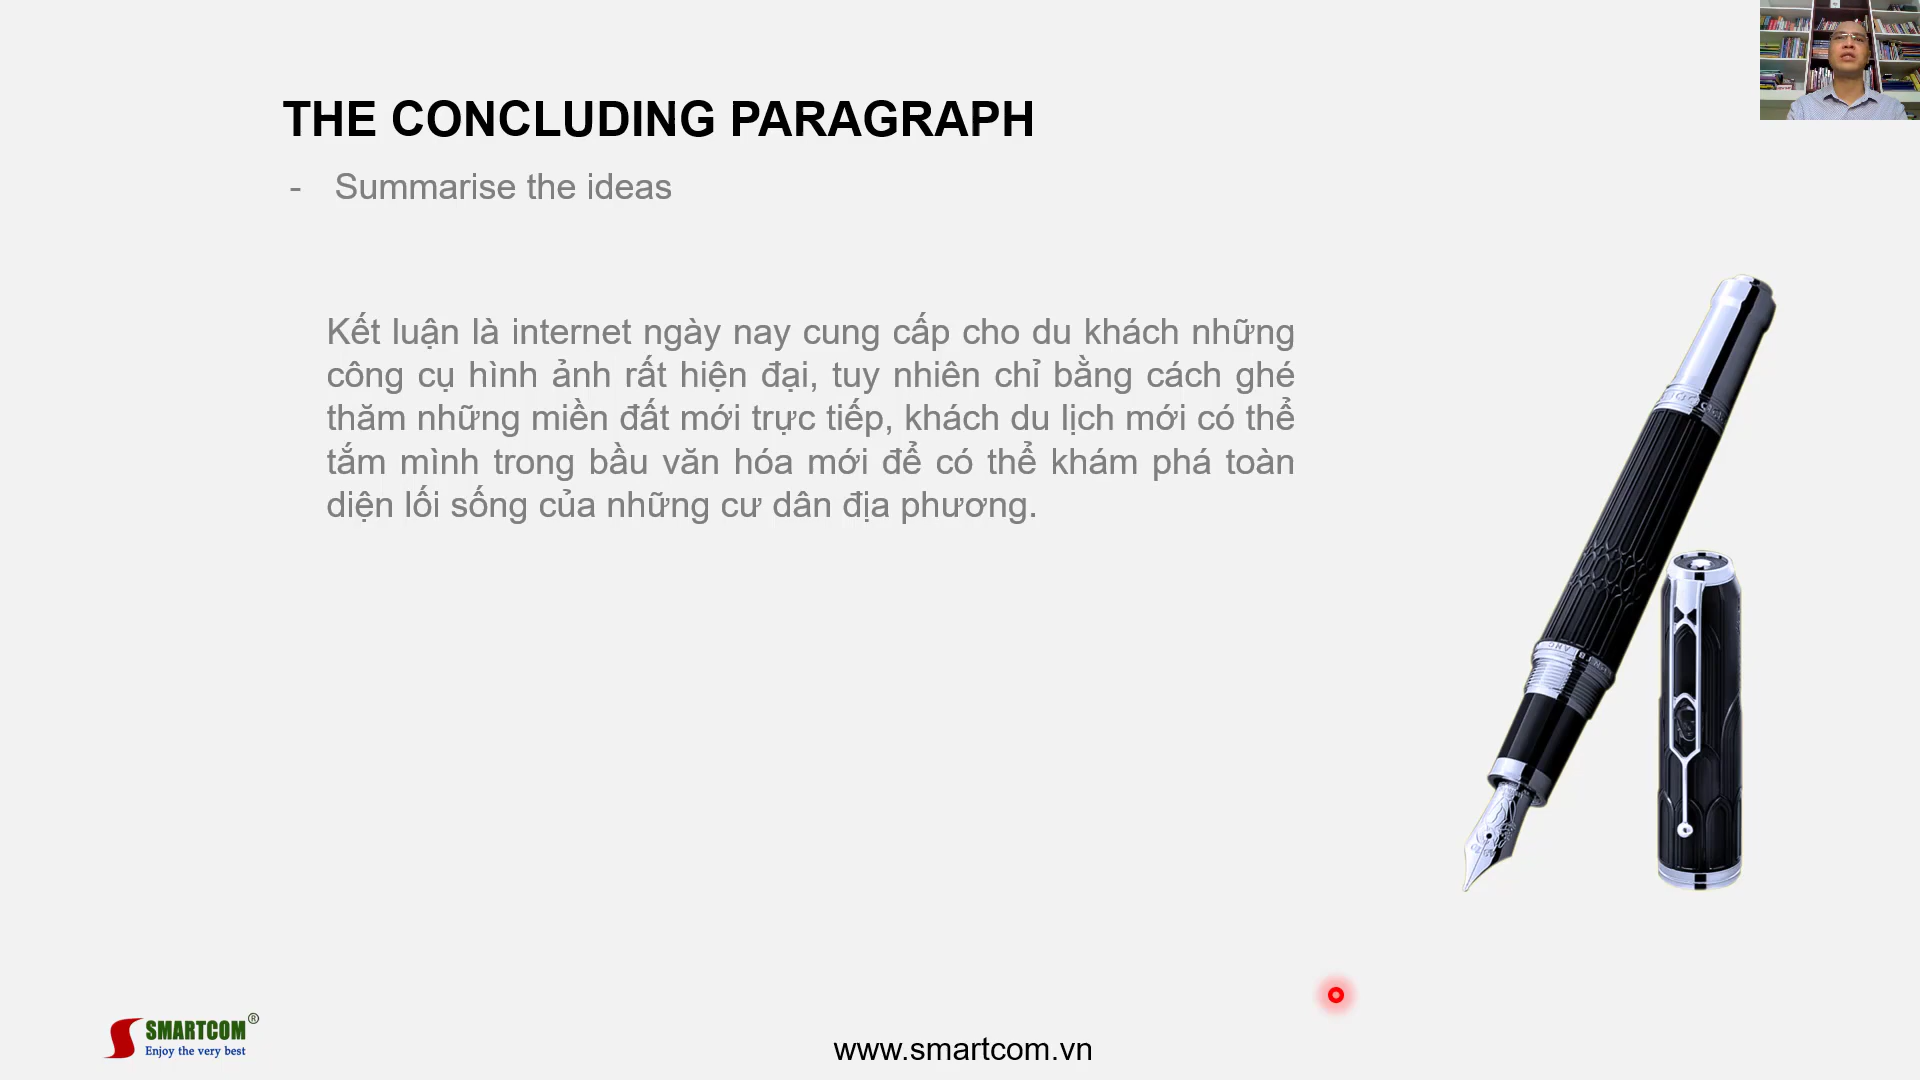 THE CONCLUDING PARAGRAPH
- Summarise the ideas
Kết luận là internet ngày nay cung cấp cho du khách những
công cụ hình ảnh rất hiện đại, tuy nhiên chỉ bằng cách ghé
thăm những miền đất mới trực tiếp, khách du lịch mới có thể
tắm mình trong bầu văn hóa mới để có thể khám phá toàn
diện lối sống của những cư dân địa phương.
SMARTCOM®
Enjoy the very best
www.smartcom.vn